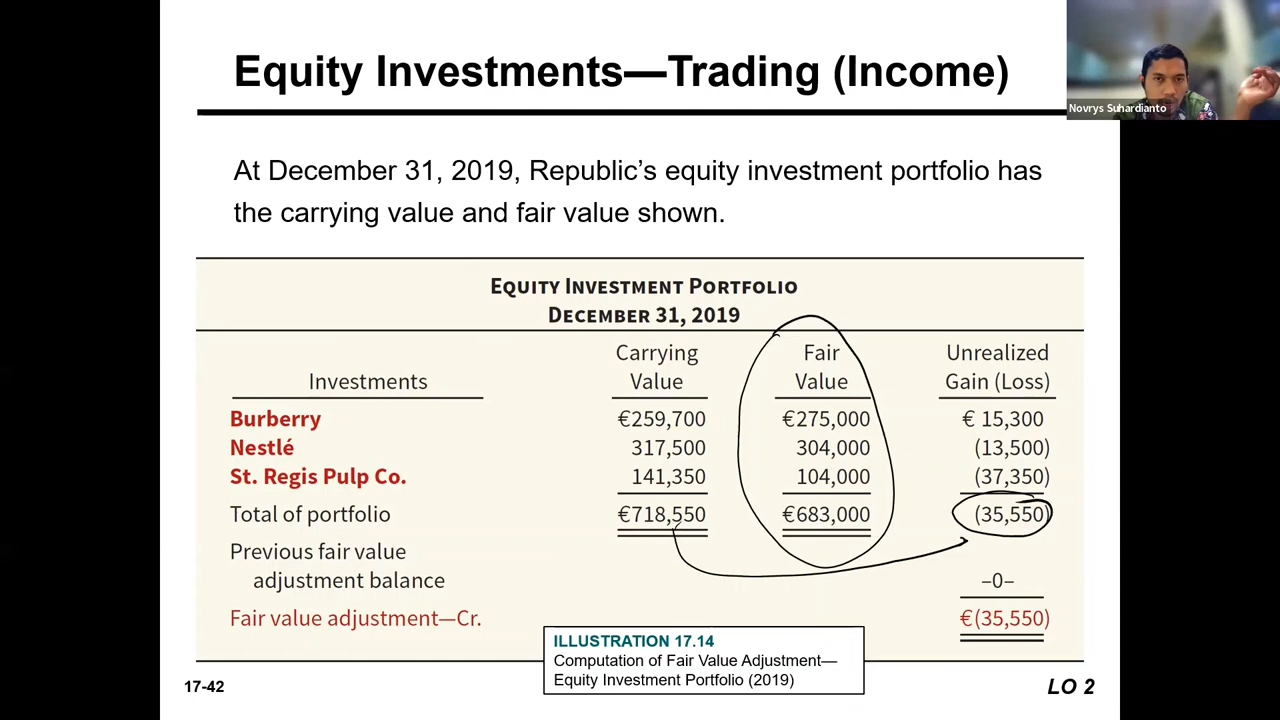 Equity Investments—Trading (Income)
Novrys Suhardianto
At December 31, 2019, Republic’s equity investment portfolio has
the carrying value and fair value shown.
EQUITY INVESTMENT PORTFOLIO
DECEMBER 31, 2019
Carrying Fair Unrealized
Investments Value Value Gain (Loss)
Burberry €259,700 €275,000 € 15,300
Nestlé 317,500 304,000 (13,500)
St. Regis Pulp Co. 141,350 104,000 (37,350)
Total of portfolio €718,550 €683,000 (35,550)
Previous fair value
adjustment balance –0–
Fair value adjustment—Cr. €(35,550)
ILLUSTRATION 17.14
Computation of Fair Value Adjustment—
Equity Investment Portfolio (2019)
17-42 LO 2